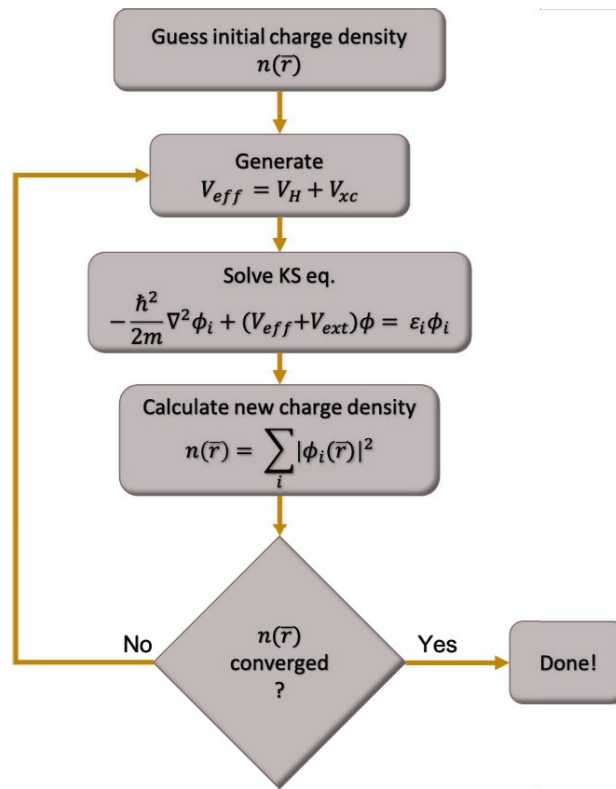 Guess initial charge density
n(r̅)
Generate
V_eff = V_H + V_xc
Solve KS eq.
−ℏ²/2m ∇²ϕ_i + (V_eff+V_ext)ϕ = ε_iϕ_i
Calculate new charge density
n(r̅) = ∑_i |ϕ_i(r̅)|²
No
n(r̅)
converged
?
Yes
Done!